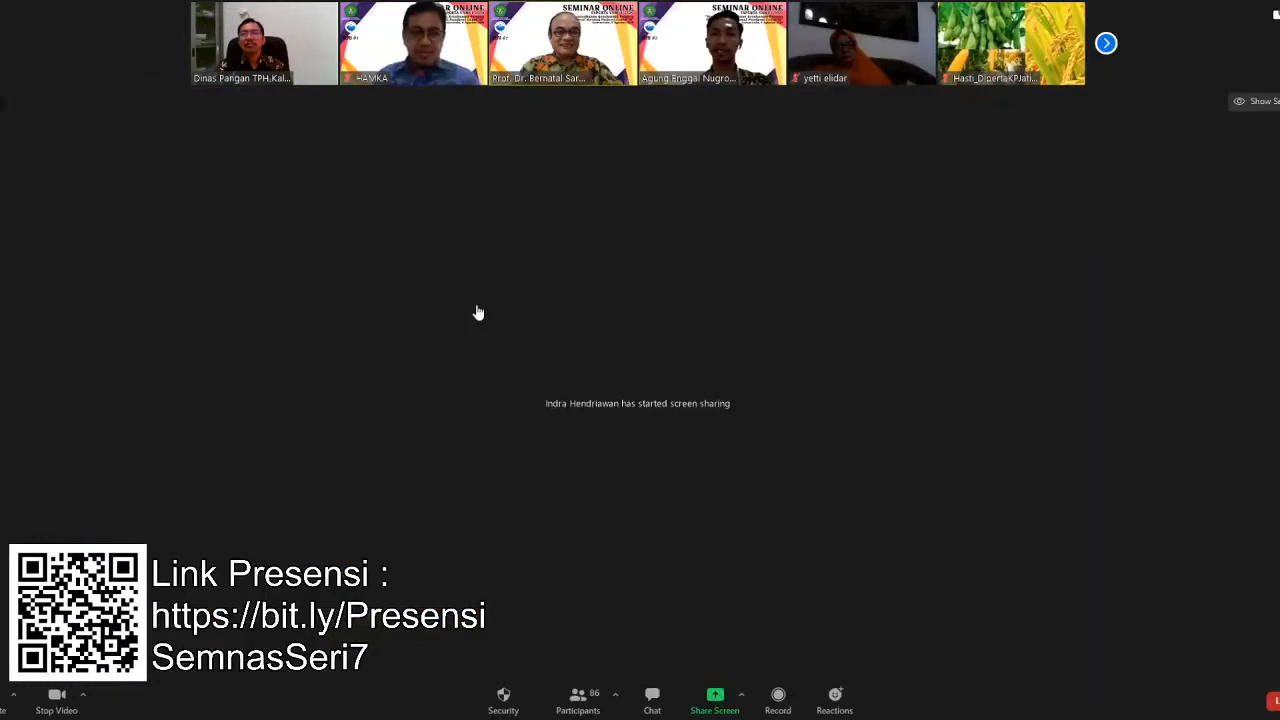 SEMINAR ONLINE
SEMINAR ONLINE
SEMINAR ONLINE
Dinas Pangan TPH.Kal...
HAMKA
Prof. Dr. Bernatal Sar...
Agung Enggal Nugro...
yetti elidar
Hasti_DipertaKPJati...
Show Se
Indra Hendriawan has started screen sharing
Link Presensi :
https://bit.ly/Presensi
SemnasSeri7
Stop Video
Security
86
Participants
Chat
Share Screen
Record
Reactions